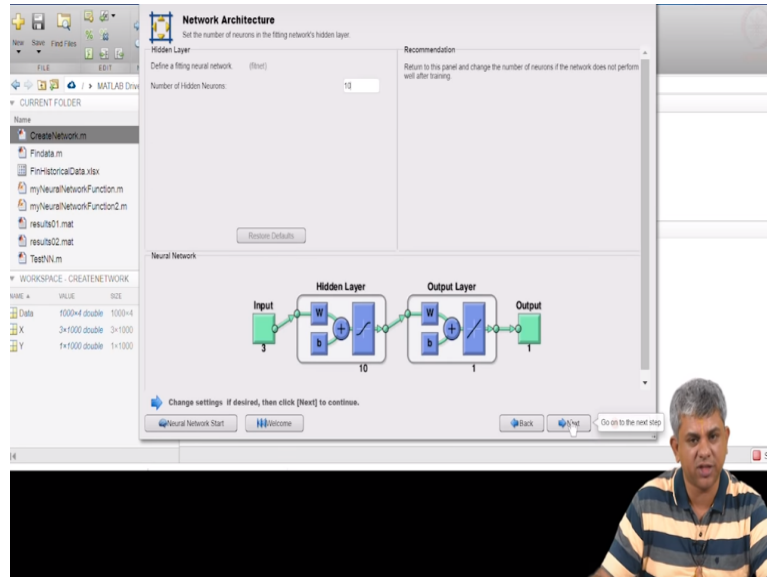 Network Architecture
Set the number of neurons in the fitting network's hidden layer.
New Save Find Files
FILE EDIT
MATLAB Drive
CURRENT FOLDER
Name
CreateNetwork.m
Findata.m
FinHistoricalData.xlsx
myNeuralNetworkFunction.m
myNeuralNetworkFunction2.m
results01.mat
results02.mat
TestNN.m
WORKSPACE - CREATENETWORK
NAME VALUE SIZE
Data 1000×4 double 1000×4
X 3×1000 double 3×1000
Y 1×1000 double 1×1000
Hidden Layer
Define a fitting neural network. (fitnet)
Number of Hidden Neurons: 10
Restore Defaults
Recommendation
Return to this panel and change the number of neurons if the network does not perform
well after training.
Neural Network
Hidden Layer Output Layer
Input Output
W W
b b
3 10 1 1
Change settings if desired, then click [Next] to continue.
Neural Network Start Welcome Back Next
Go on to the next step